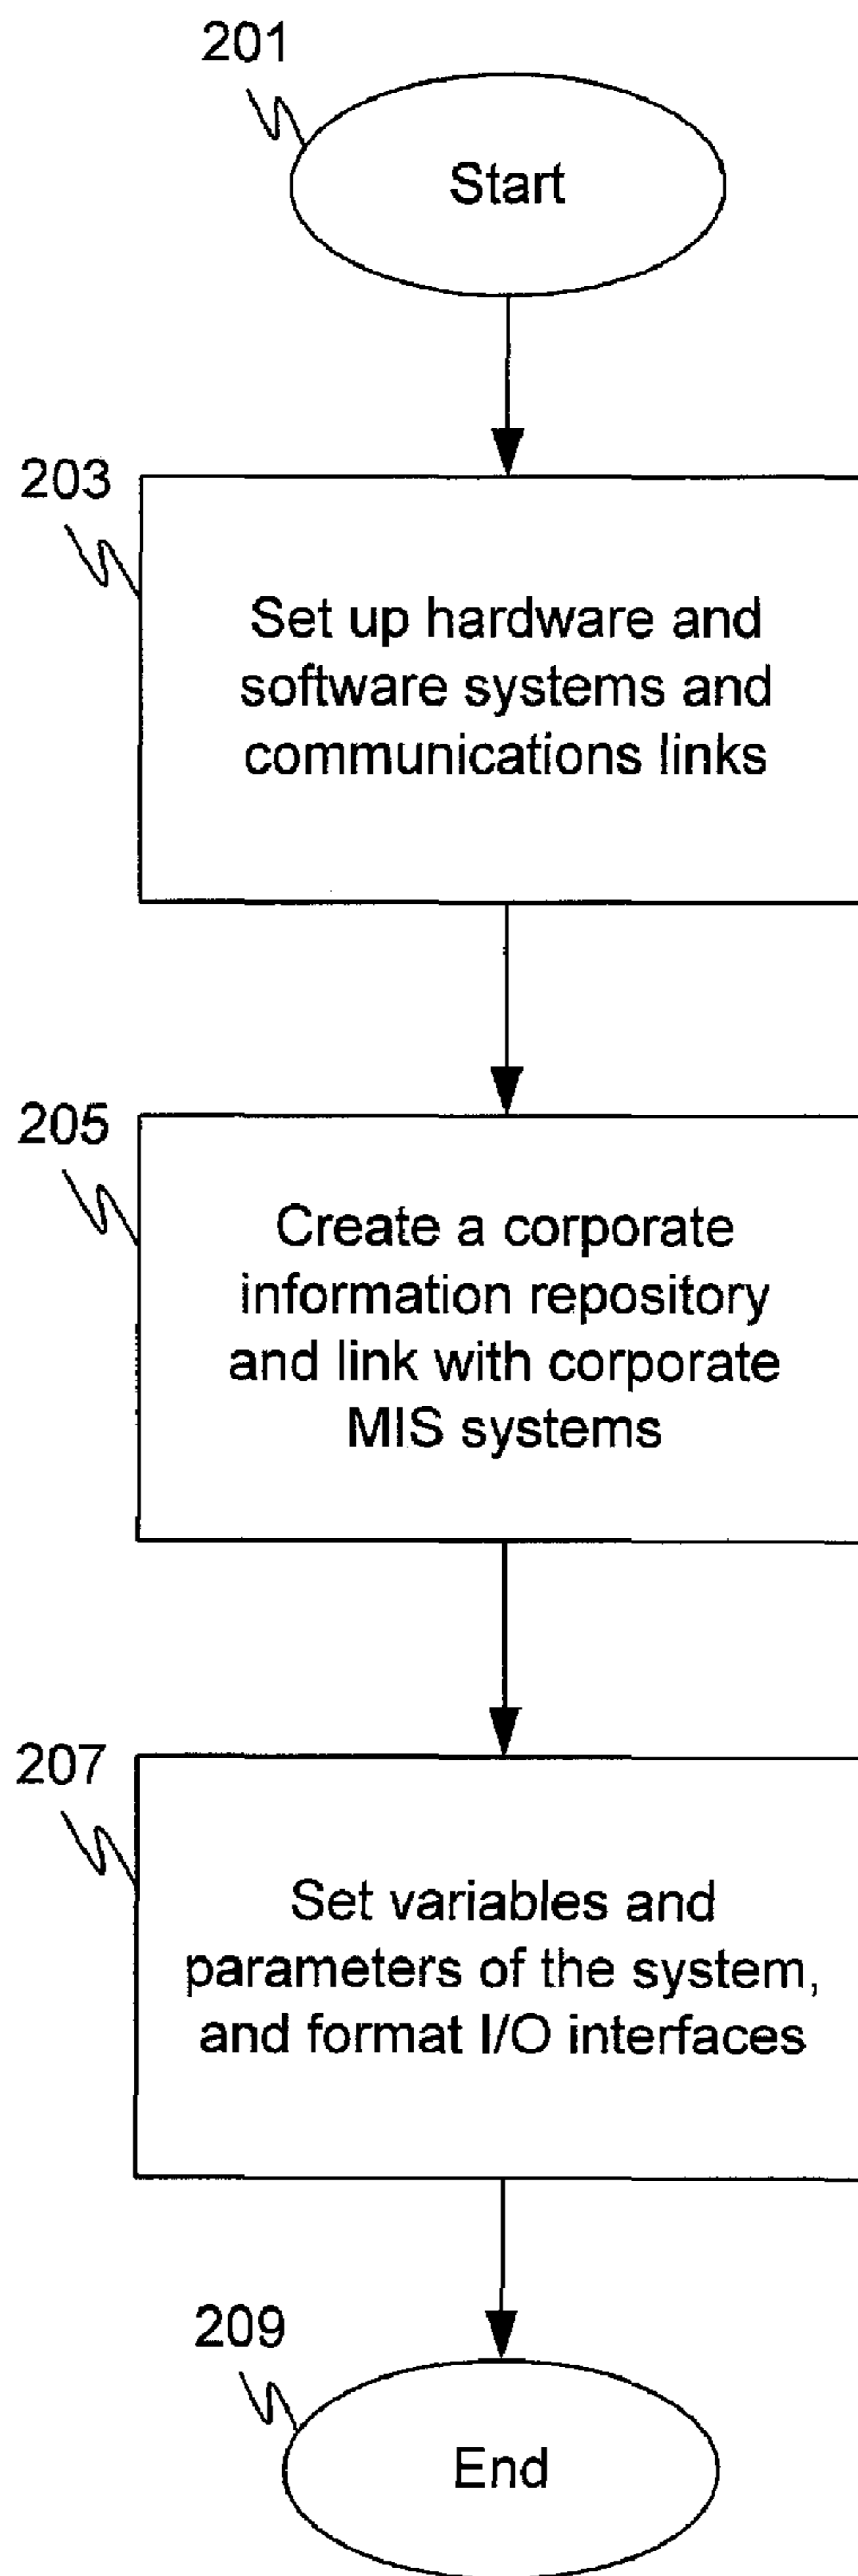 201
Start
203
Set up hardware and
software systems and
communications links
205
Create a corporate
information repository
and link with corporate
MIS systems
207
Set variables and
parameters of the system,
and format I/O interfaces
209
End